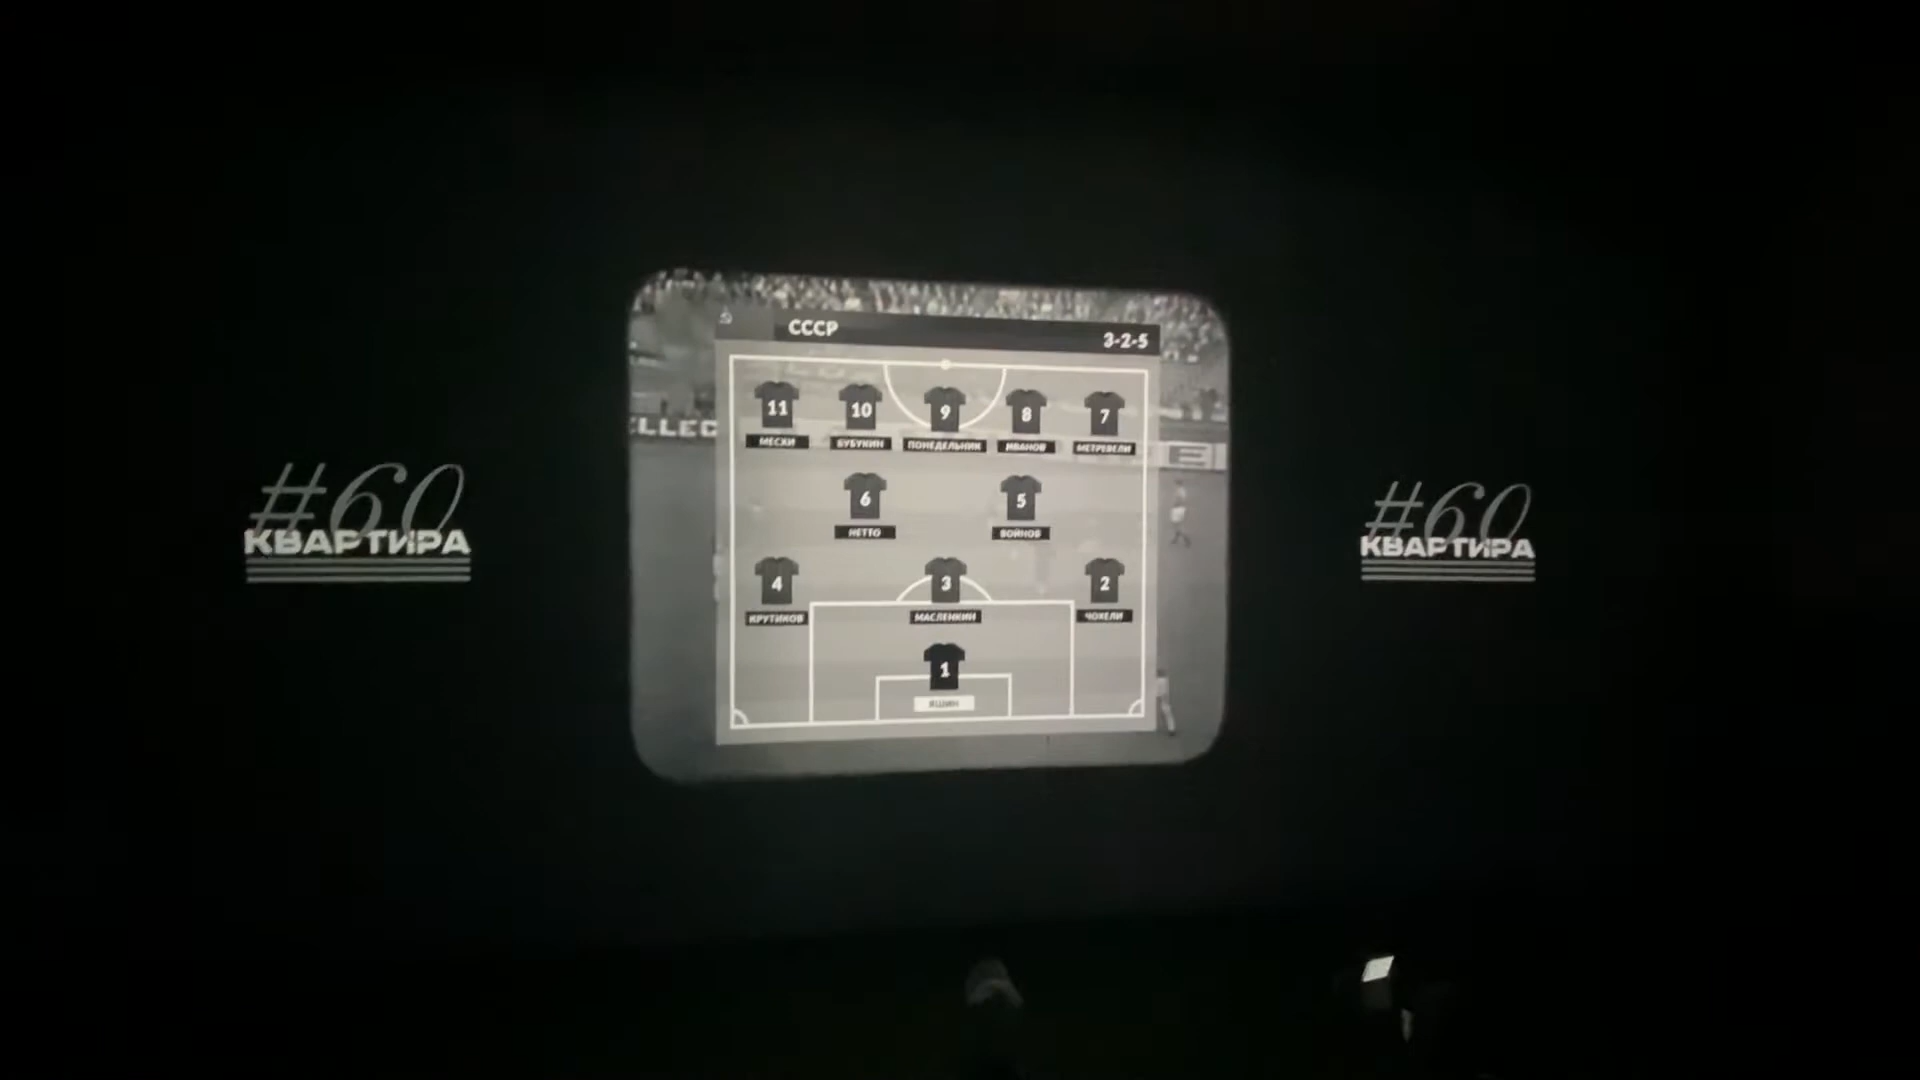 СССР
3-2-5
11 10 9 8 7
МЕСХИ БУБУКИН ПОНЕДЕЛЬНИК ИВАНОВ МЕТРЕВЕЛИ
ELLEC
6 5
НЕТТО ВОЙНОВ
#60 #60
КВАРТИРА КВАРТИРА
4 3 2
КРУТИКОВ МАСЛЕНКИН ЧОХЕЛИ
1
ЯШИН